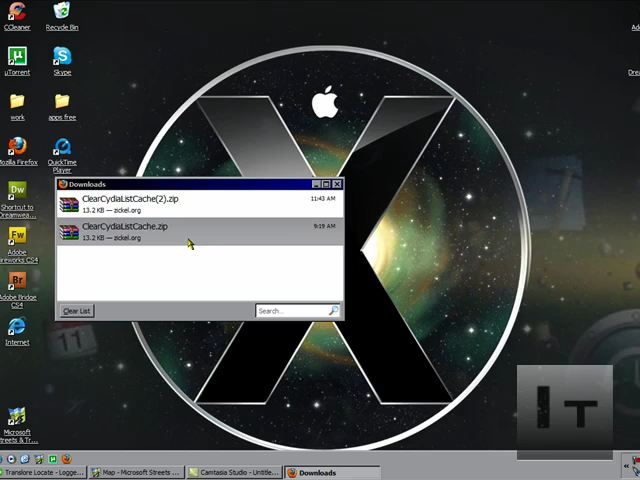 CCleaner
Recycle Bin
µTorrent
Skype
work
apps free
Mozilla Firefox
QuickTime
Player
Shortcut to
Dreamwea...
Adobe
Fireworks CS4
Adobe Bridge
CS4
Internet
Microsoft
Streets & Tr...
Downloads
ClearCydiaListCache(2).zip
11:43 AM
13.2 KB — zickel.org
ClearCydiaListCache.zip
9:19 AM
13.2 KB — zickel.org
Clear List
Search...
X
11
IT
Translore Locate - Logge...
Map - Microsoft Streets ...
Camtasia Studio - Untitle...
Downloads